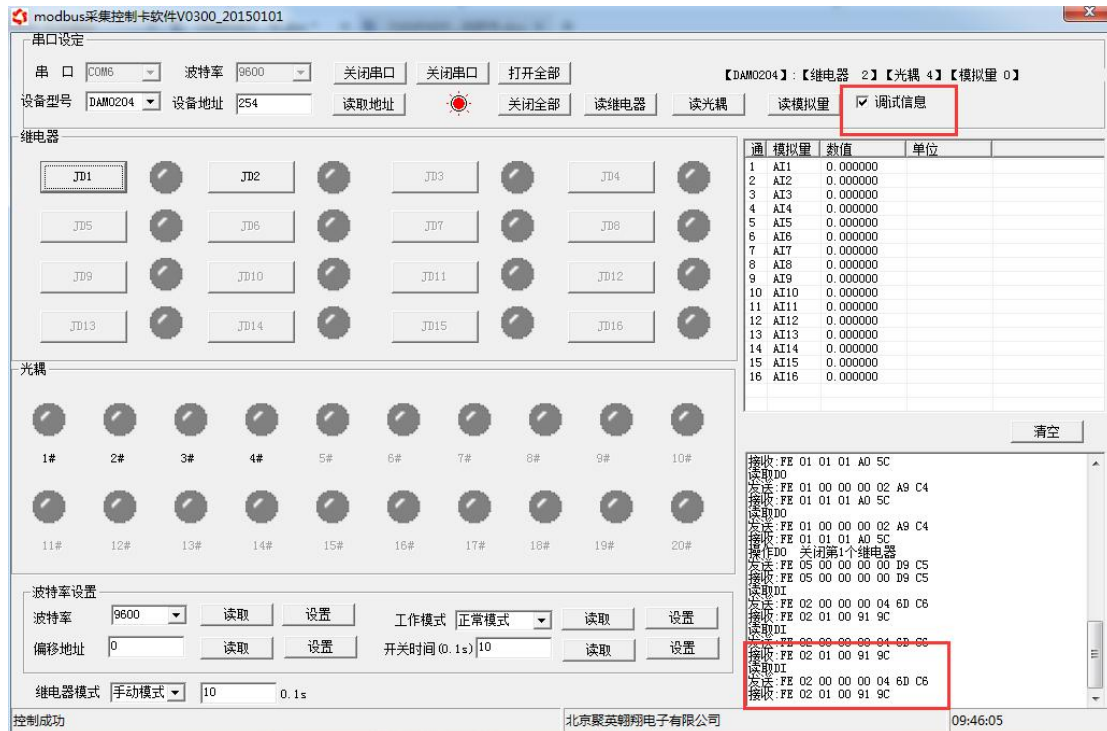 modbus采集控制卡软件V0300_20150101
串口设定
串 口 COM6 波特率 9600 关闭串口 关闭串口 打开全部 【DAM0204】:【继电器 2】【光耦 4】【模拟量 0】
设备型号 DAM0204 设备地址 254 读取地址 关闭全部 读继电器 读光耦 读模拟量 调试信息
继电器
JD1 JD2 JD3 JD4
JD5 JD6 JD7 JD8
JD9 JD10 JD11 JD12
JD13 JD14 JD15 JD16
光耦
1# 2# 3# 4# 5# 6# 7# 8# 9# 10#
11# 12# 13# 14# 15# 16# 17# 18# 19# 20#
通 模拟量 数值 单位
1 AI1 0.000000
2 AI2 0.000000
3 AI3 0.000000
4 AI4 0.000000
5 AI5 0.000000
6 AI6 0.000000
7 AI7 0.000000
8 AI8 0.000000
9 AI9 0.000000
10 AI10 0.000000
11 AI11 0.000000
12 AI12 0.000000
13 AI13 0.000000
14 AI14 0.000000
15 AI15 0.000000
16 AI16 0.000000
清空
接收:FE 01 01 01 A0 5C
读取DO
发送:FE 01 00 00 00 02 A9 C4
接收:FE 01 01 01 A0 5C
读取DO
发送:FE 01 00 00 00 02 A9 C4
接收:FE 01 01 01 A0 5C
操作DO 关闭第1个继电器
发送:FE 05 00 00 00 00 D9 C5
接收:FE 05 00 00 00 00 D9 C5
读取DI
发送:FE 02 00 00 00 04 6D C6
接收:FE 02 01 00 91 9C
读取DI
发送:FE 02 00 00 00 04 6D C6
接收:FE 02 01 00 91 9C
读取DI
发送:FE 02 00 00 00 04 6D C6
接收:FE 02 01 00 91 9C
波特率设置
波特率 9600 读取 设置 工作模式 正常模式 读取 设置
偏移地址 0 读取 设置 开关时间(0.1s) 10 读取 设置
继电器模式 手动模式 10 0.1s
控制成功 北京聚英翱翔电子有限公司 09:46:05